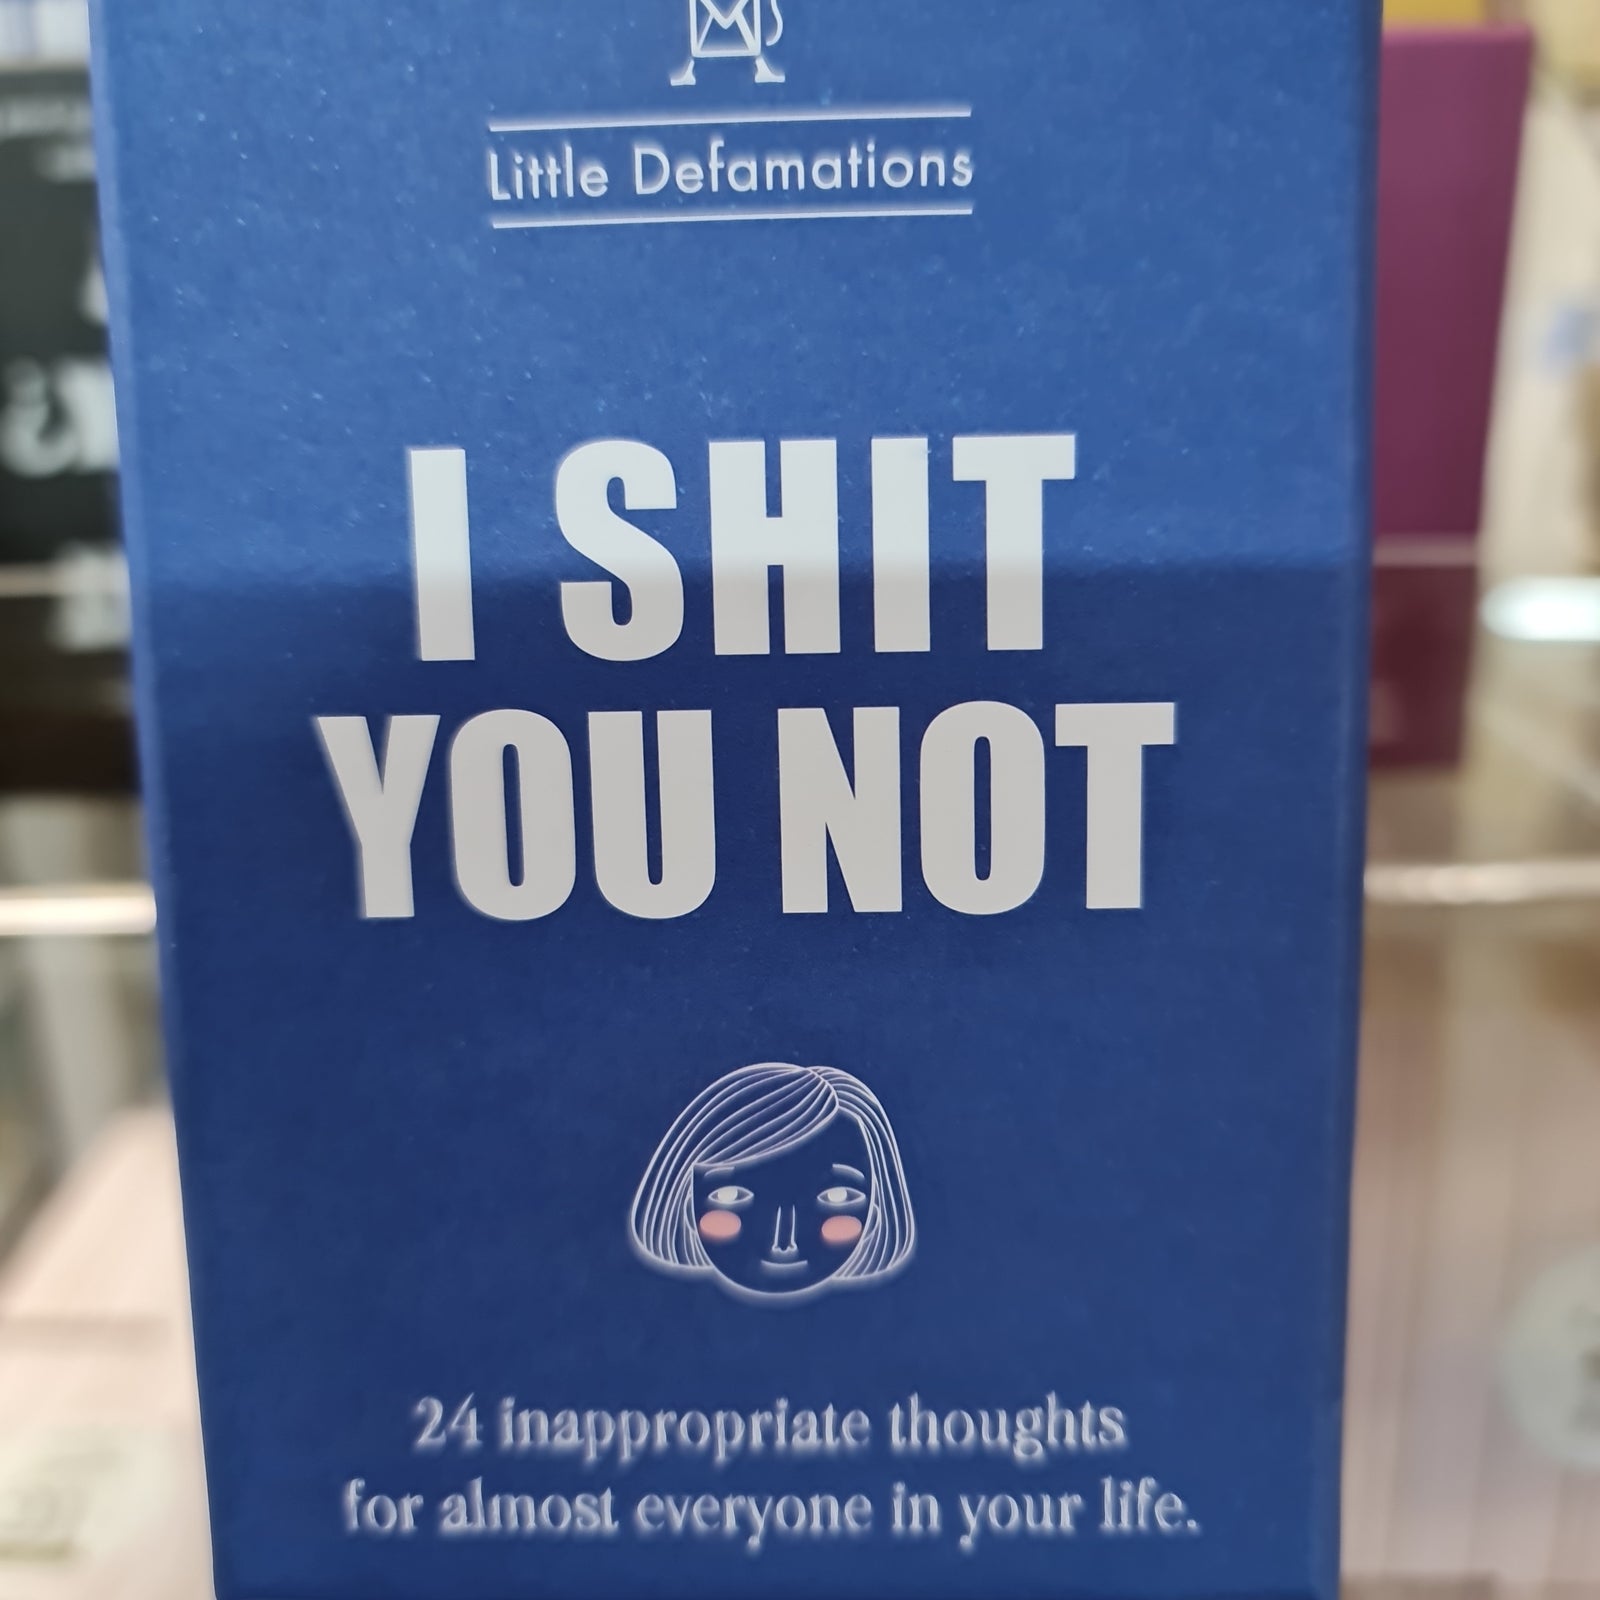 Little Defamations
I SHIT
YOU NOT
24 inappropriate thoughts
for almost everyone in your life.